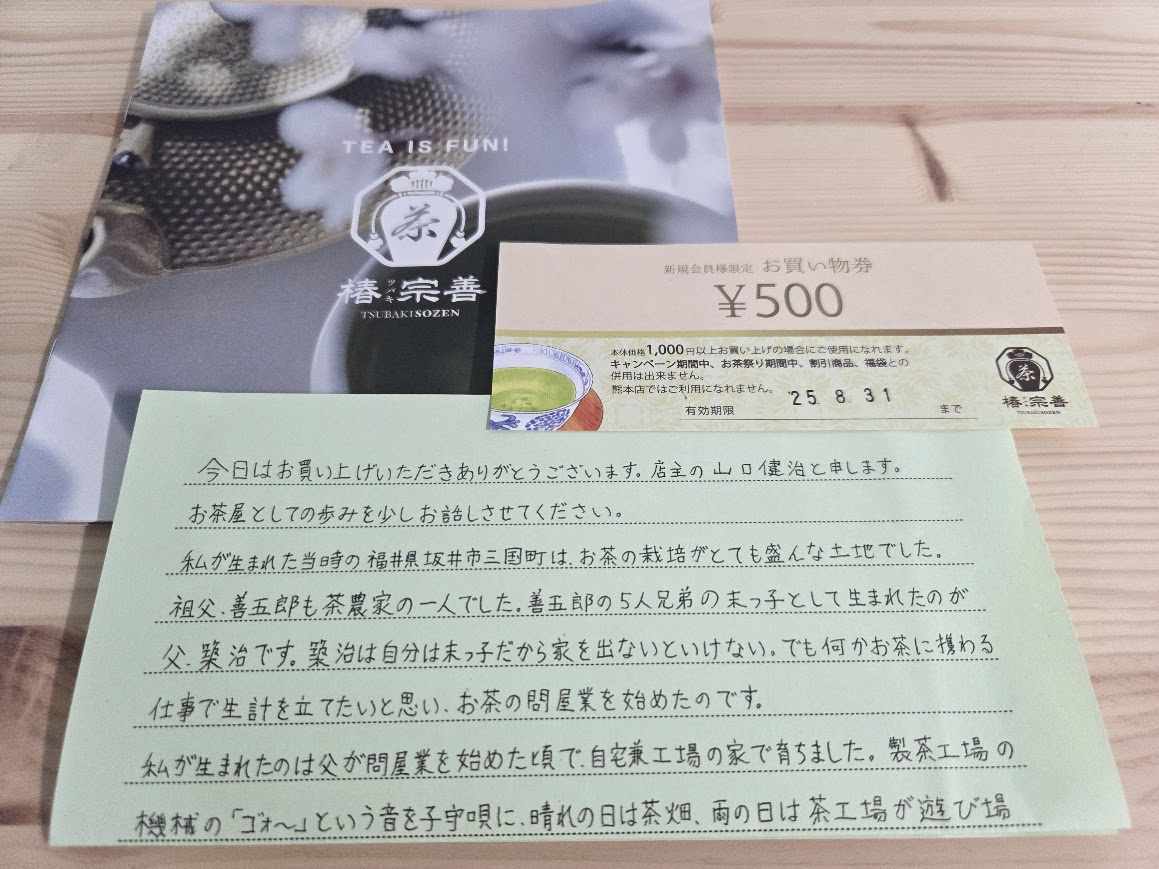 TEA IS FUN!
茶
椿ツバキ宗善
TSUBAKISOZEN
新規会員様限定 お買い物券
¥500
本体価格1,000円以上お買い上げの場合にご使用になれます。
キャンペーン期間中、お茶祭り期間中、割引商品、福袋との
併用は出来ません。
熊本店ではご利用になれません。
有効期限 '25. 8. 31 まで
茶
椿ツバキ宗善
TSUBAKISOZEN
今日はお買い上げいただきありがとうございます。店主の山口健治と申します。
お茶屋としての歩みを少しお話しさせてください。
私が生まれた当時の福井県坂井市三国町は、お茶の栽培がとても盛んな土地でした。
祖父、善五郎も茶農家の一人でした。善五郎の5人兄弟の末っ子として生まれたのが
父、築治です。築治は自分は末っ子だから家を出ないといけない。でも何かお茶に携わる
仕事で生計を立てたいと思い、お茶の問屋業を始めたのです。
私が生まれたのは父が問屋業を始めた頃で、自宅兼工場の家で育ちました。製茶工場の
機械の「ゴォ～」という音を子守唄に、晴れの日は茶畑、雨の日は茶工場が遊び場